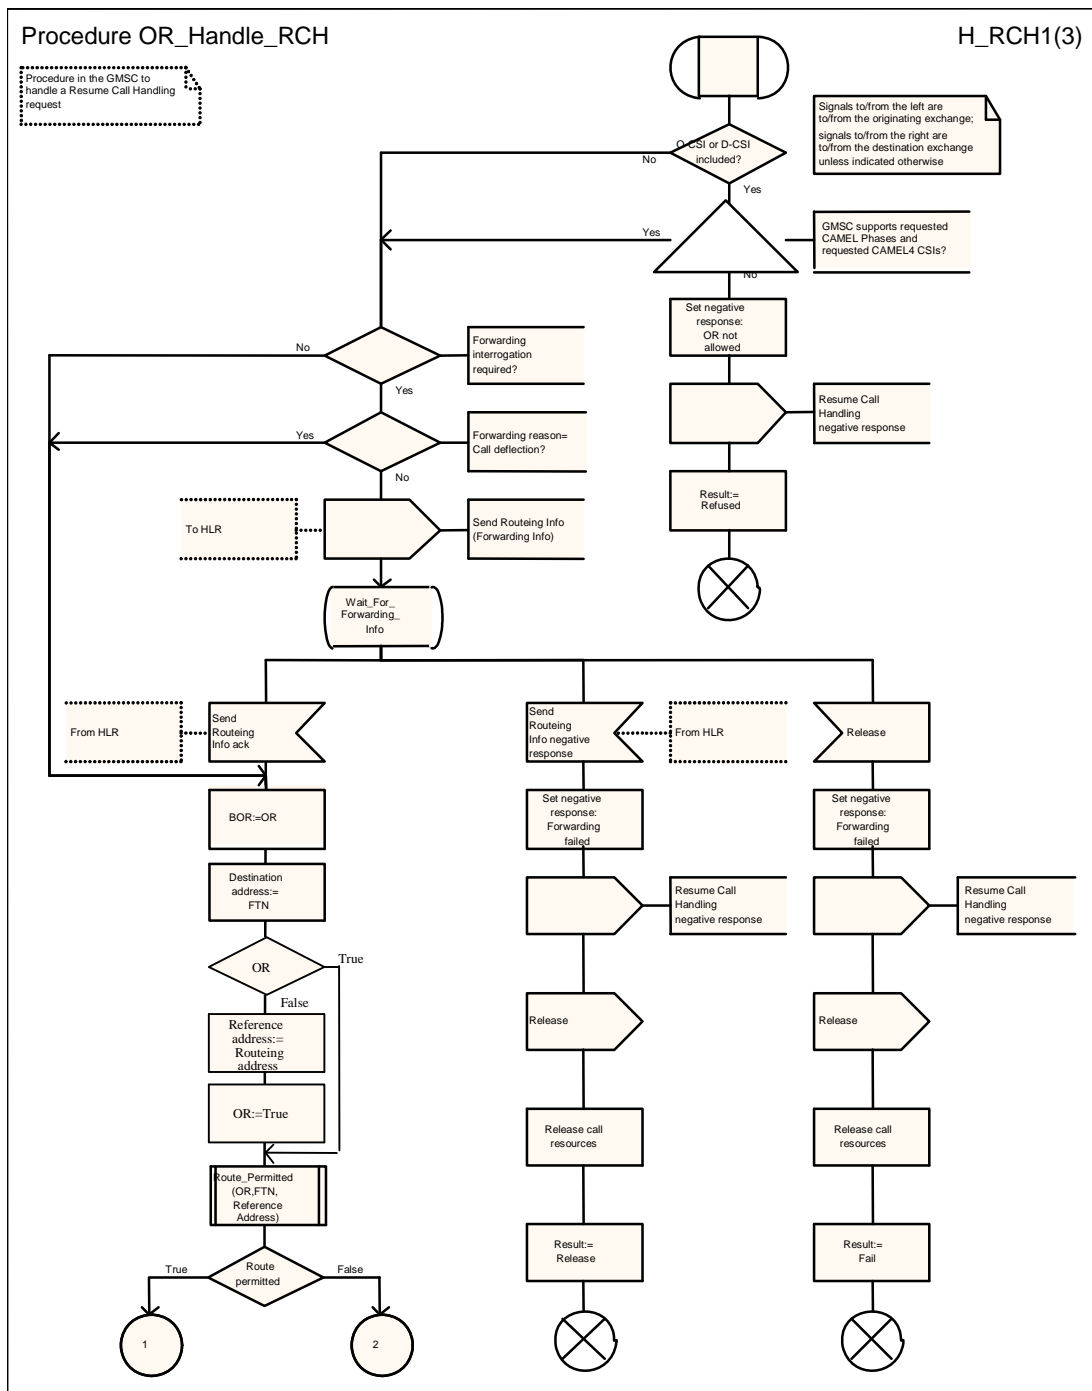 Procedure OR_Handle_RCH
H_RCH1(3)
Procedure in the GMSC to
handle a Resume Call Handling
request
Signals to/from the left are
to/from the originating exchange;
signals to/from the right are
to/from the destination exchange
unless indicated otherwise
O-CSI or D-CSI
included?
No
Yes
Yes
GMSC supports requested
CAMEL Phases and
requested CAMEL4 CSIs?
No
Set negative
response:
OR not
allowed
Forwarding
interrogation
required?
No
Yes
Resume Call
Handling
negative response
Forwarding reason=
Call deflection?
Yes
No
Result:=
Refused
To HLR
Send Routeing Info
(Forwarding Info)
Wait_For_
Forwarding_
Info
From HLR
Send
Routeing
Info ack
Send
Routeing
Info negative
response
From HLR
Release
BOR:=OR
Set negative
response:
Forwarding
failed
Set negative
response:
Forwarding
failed
Destination
address:=
FTN
Resume Call
Handling
negative response
Resume Call
Handling
negative response
OR
True
False
Reference
address:=
Routeing
address
Release
Release
OR:=True
Release call
resources
Release call
resources
Route_Permitted
(OR,FTN,
Reference
Address)
Result:=
Release
Result:=
Fail
True
Route
permitted
False
1
2